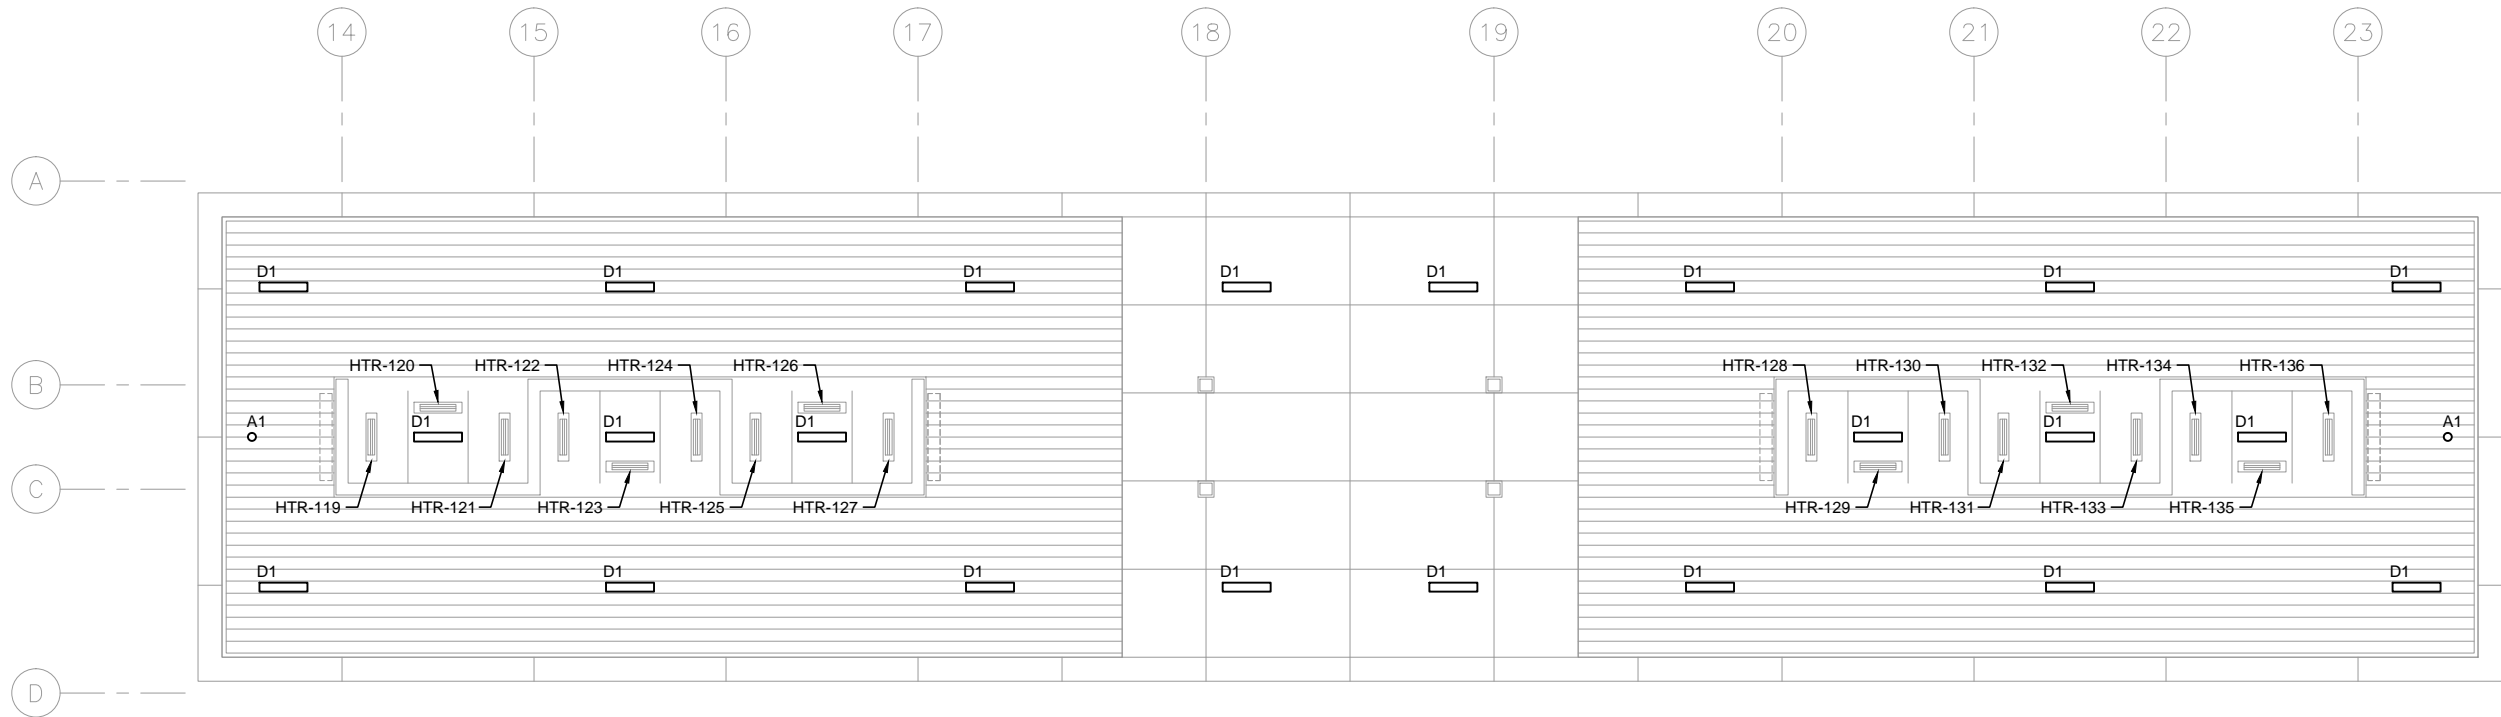 14 15 16 17 18 19 20 21 22 23
A
D1 D1 D1 D1 D1 D1 D1 D1
HTR-120 HTR-122 HTR-124 HTR-126 HTR-128 HTR-130 HTR-132 HTR-134 HTR-136
B
A1 D1 D1 D1 D1 D1 D1 A1
C
HTR-119 HTR-121 HTR-123 HTR-125 HTR-127 HTR-129 HTR-131 HTR-133 HTR-135
D1 D1 D1 D1 D1 D1 D1 D1
D